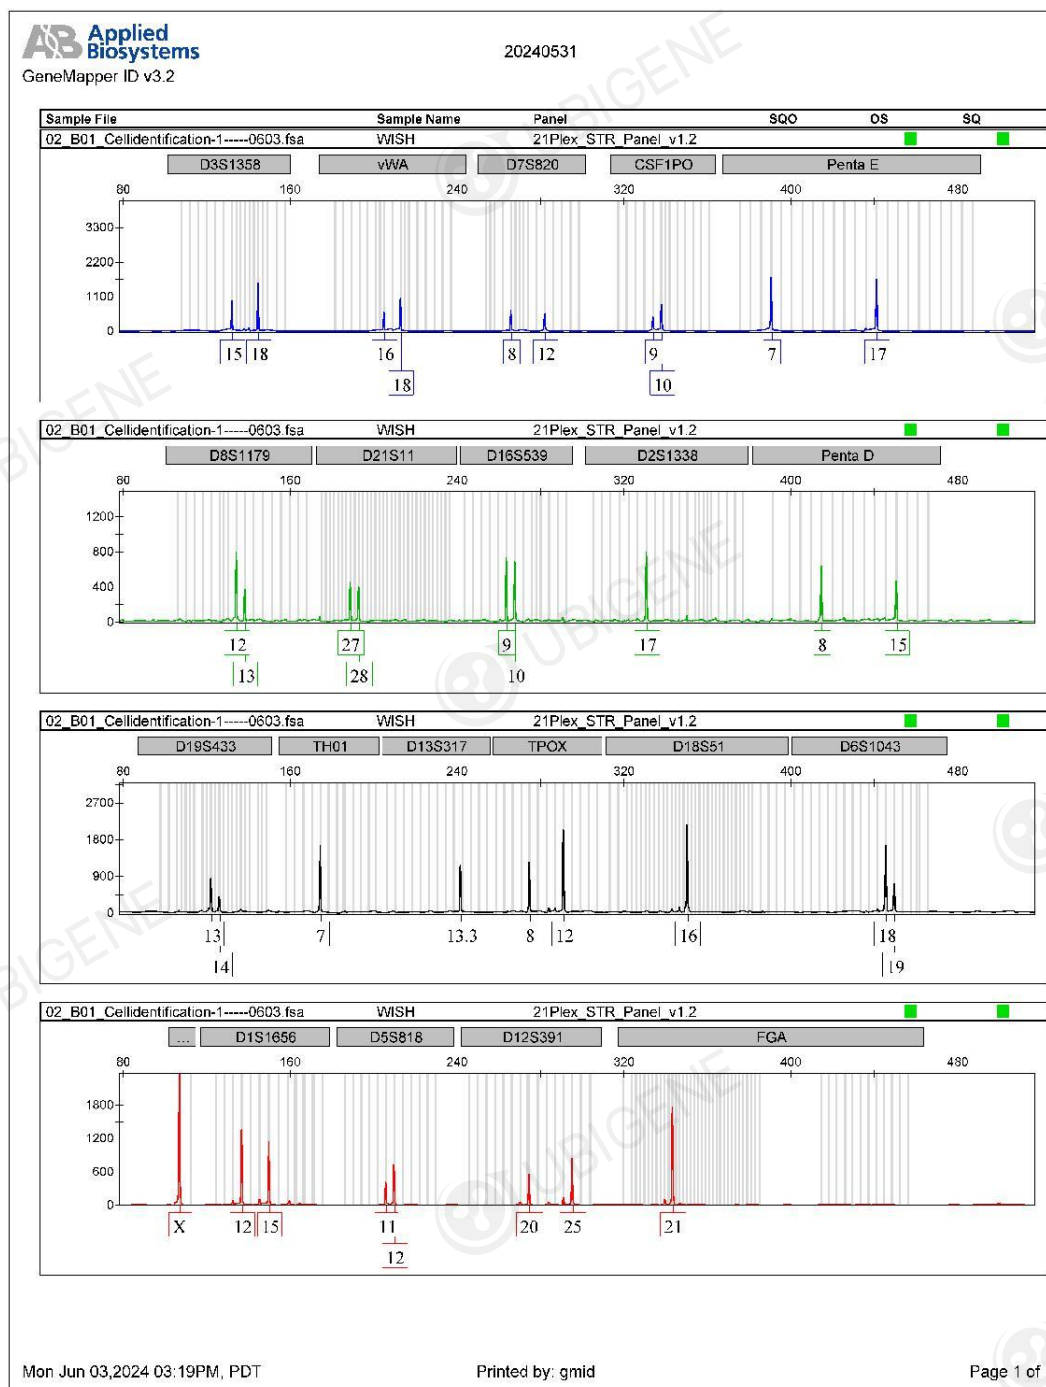 AB Applied Biosystems
20240531
GeneMapper ID v3.2
Sample File Sample Name Panel SQO OS SQ
02_B01_Cellidentification-1-----0603.fsa WISH 21Plex_STR_Panel_v1.2
D3S1358 vWA D7S820 CSF1PO Penta E
80 160 240 320 400 480
3300
2200
1100
0
15 18 16 8 12 9 7 17
18 10
02_B01_Cellidentification-1-----0603.fsa WISH 21Plex_STR_Panel_v1.2
D8S1179 D21S11 D16S539 D2S1338 Penta D
80 160 240 320 400 480
1200
800
400
0
12 27 9 17 8 15
13 28 10
02_B01_Cellidentification-1-----0603.fsa WISH 21Plex_STR_Panel_v1.2
D19S433 TH01 D13S317 TPOX D18S51 D6S1043
80 160 240 320 400 480
2700
1800
900
0
13 7 13.3 8 12 16 18
14 19
02_B01_Cellidentification-1-----0603.fsa WISH 21Plex_STR_Panel_v1.2
... D1S1656 D5S818 D12S391 FGA
80 160 240 320 400 480
1800
1200
600
0
X 12 15 11 20 25 21
12
Mon Jun 03,2024 03:19PM, PDT Printed by: gmid Page 1 of
UBIGENE
UBIGENE
UBIGENE
UBIGENE
UBIGENE